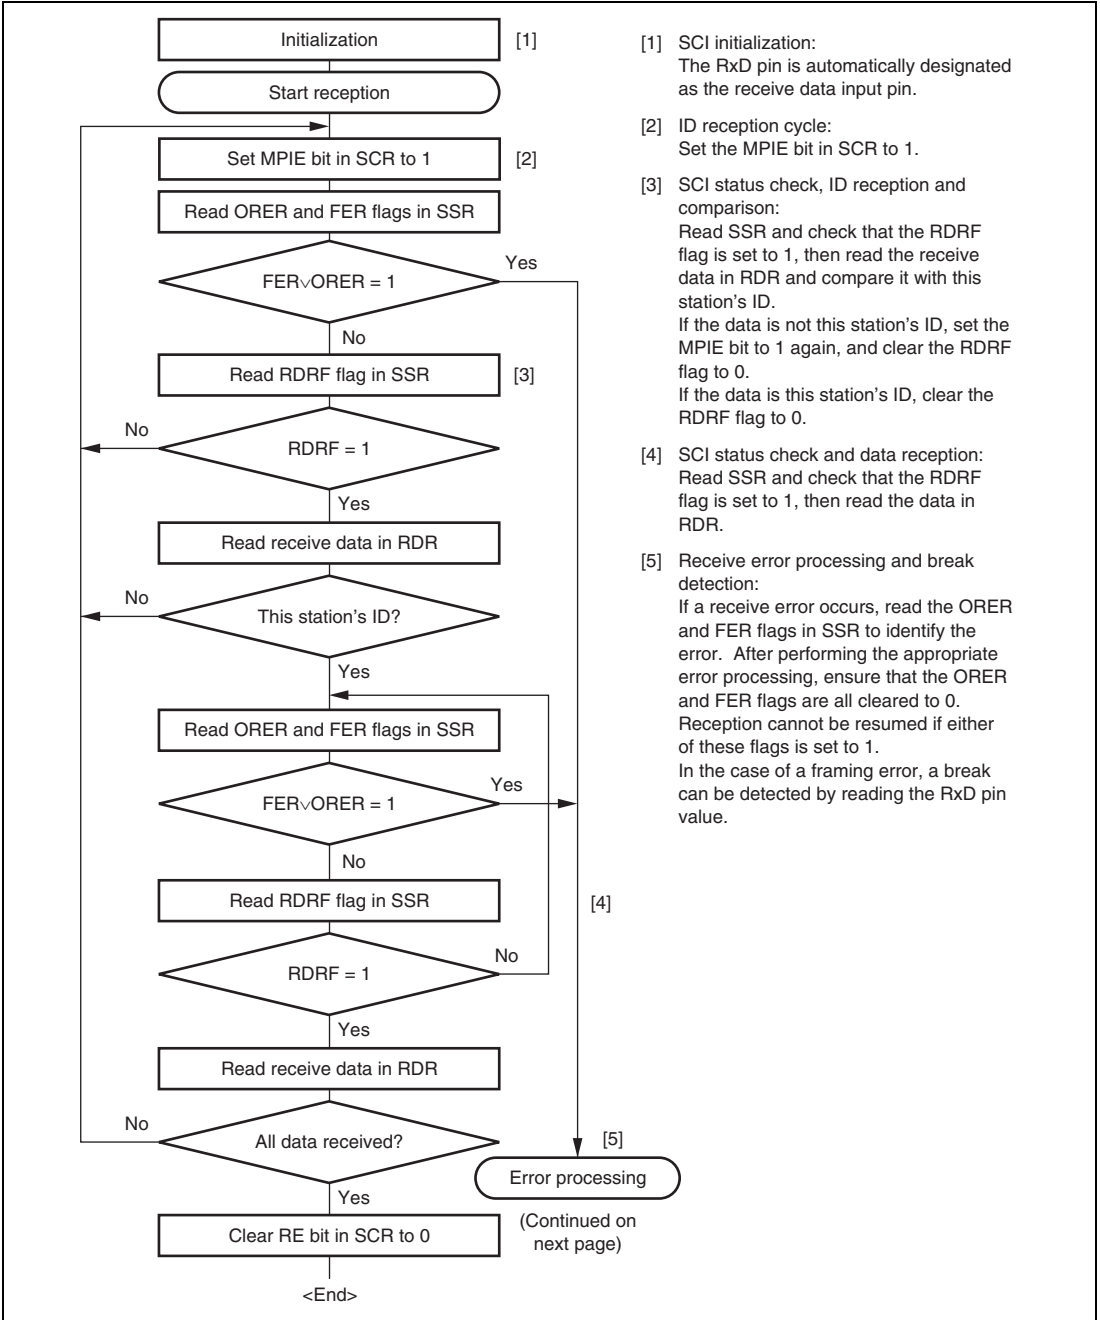 Initialization
[1]
Start reception
Set MPIE bit in SCR to 1
[2]
Read ORER and FER flags in SSR
FER∨ORER = 1
Yes
No
Read RDRF flag in SSR
[3]
RDRF = 1
No
Yes
Read receive data in RDR
This station's ID?
No
Yes
Read ORER and FER flags in SSR
FER∨ORER = 1
Yes
No
Read RDRF flag in SSR
[4]
RDRF = 1
No
Yes
Read receive data in RDR
All data received?
No
Yes
[5]
Error processing
(Continued on
next page)
Clear RE bit in SCR to 0
<End>
[1] SCI initialization:
The RxD pin is automatically designated
as the receive data input pin.
[2] ID reception cycle:
Set the MPIE bit in SCR to 1.
[3] SCI status check, ID reception and
comparison:
Read SSR and check that the RDRF
flag is set to 1, then read the receive
data in RDR and compare it with this
station's ID.
If the data is not this station's ID, set the
MPIE bit to 1 again, and clear the RDRF
flag to 0.
If the data is this station's ID, clear the
RDRF flag to 0.
[4] SCI status check and data reception:
Read SSR and check that the RDRF
flag is set to 1, then read the data in
RDR.
[5] Receive error processing and break
detection:
If a receive error occurs, read the ORER
and FER flags in SSR to identify the
error. After performing the appropriate
error processing, ensure that the ORER
and FER flags are all cleared to 0.
Reception cannot be resumed if either
of these flags is set to 1.
In the case of a framing error, a break
can be detected by reading the RxD pin
value.